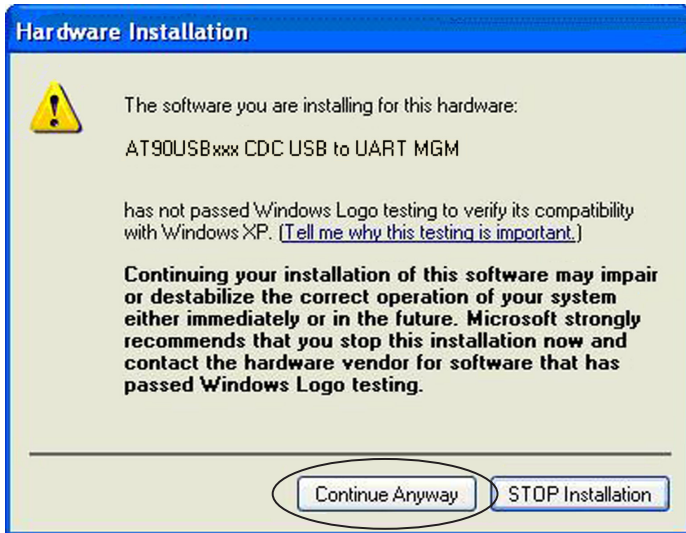 Hardware Installation
The software you are installing for this hardware:
AT90USBxxx CDC USB to UART MGM
has not passed Windows Logo testing to verify its compatibility
with Windows XP. (Tell me why this testing is important.)
Continuing your installation of this software may impair
or destabilize the correct operation of your system
either immediately or in the future. Microsoft strongly
recommends that you stop this installation now and
contact the hardware vendor for software that has
passed Windows Logo testing.
Continue Anyway
STOP Installation